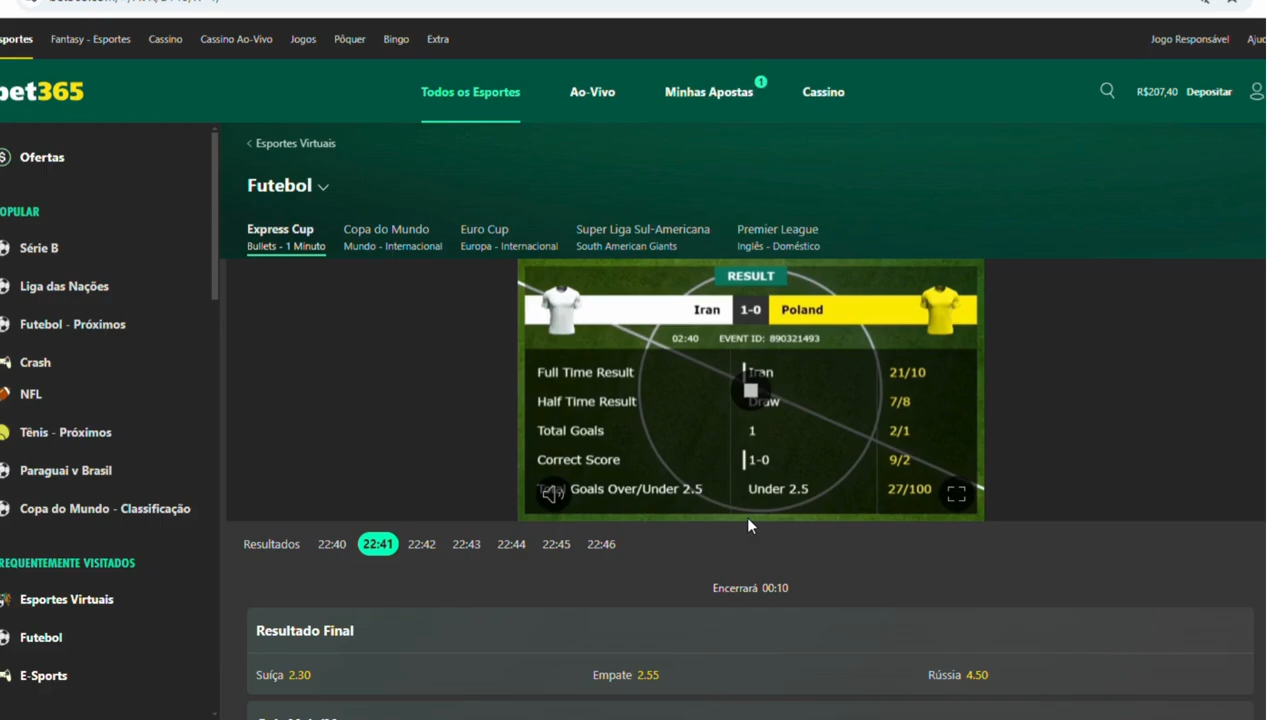 Esportes Fantasy - Esportes Cassino Cassino Ao-Vivo Jogos Pôquer Bingo Extra Jogo Responsável
bet365 Todos os Esportes Ao-Vivo Minhas Apostas 1 Cassino R$207,40 Depositar
Ofertas
POPULAR
Série B
Liga das Nações
Futebol - Próximos
Crash
NFL
Tênis - Próximos
Paraguai v Brasil
Copa do Mundo - Classificação
FREQUENTEMENTE VISITADOS
Esportes Virtuais
Futebol
E-Sports
< Esportes Virtuais
Futebol
Express Cup Copa do Mundo Euro Cup Super Liga Sul-Americana Premier League
Bullets - 1 Minuto Mundo - Internacional Europa - Internacional South American Giants Inglês - Doméstico
RESULT
Iran 1-0 Poland
02:40 EVENT ID: 890321493
Full Time Result Iran 21/10
Half Time Result Draw 7/8
Total Goals 1 2/1
Correct Score 1-0 9/2
Total Goals Over/Under 2.5 Under 2.5 27/100
Resultados 22:40 22:41 22:42 22:43 22:44 22:45 22:46
Encerrará 00:10
Resultado Final
Suíça 2.30 Empate 2.55 Rússia 4.50